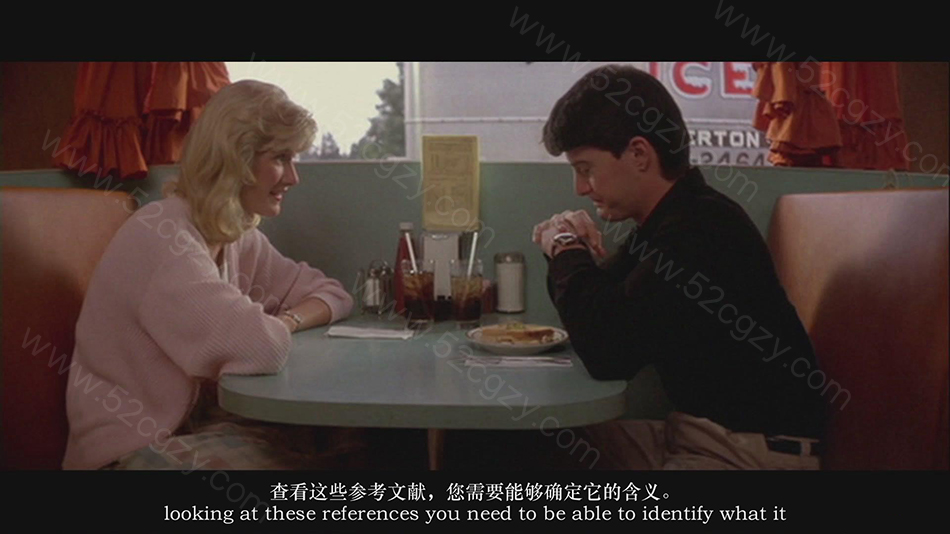 ICE
ERTON
-3464
www.52cgzy.com
查看这些参考文献，您需要能够确定它的含义。
looking at these references you need to be able to identify what it